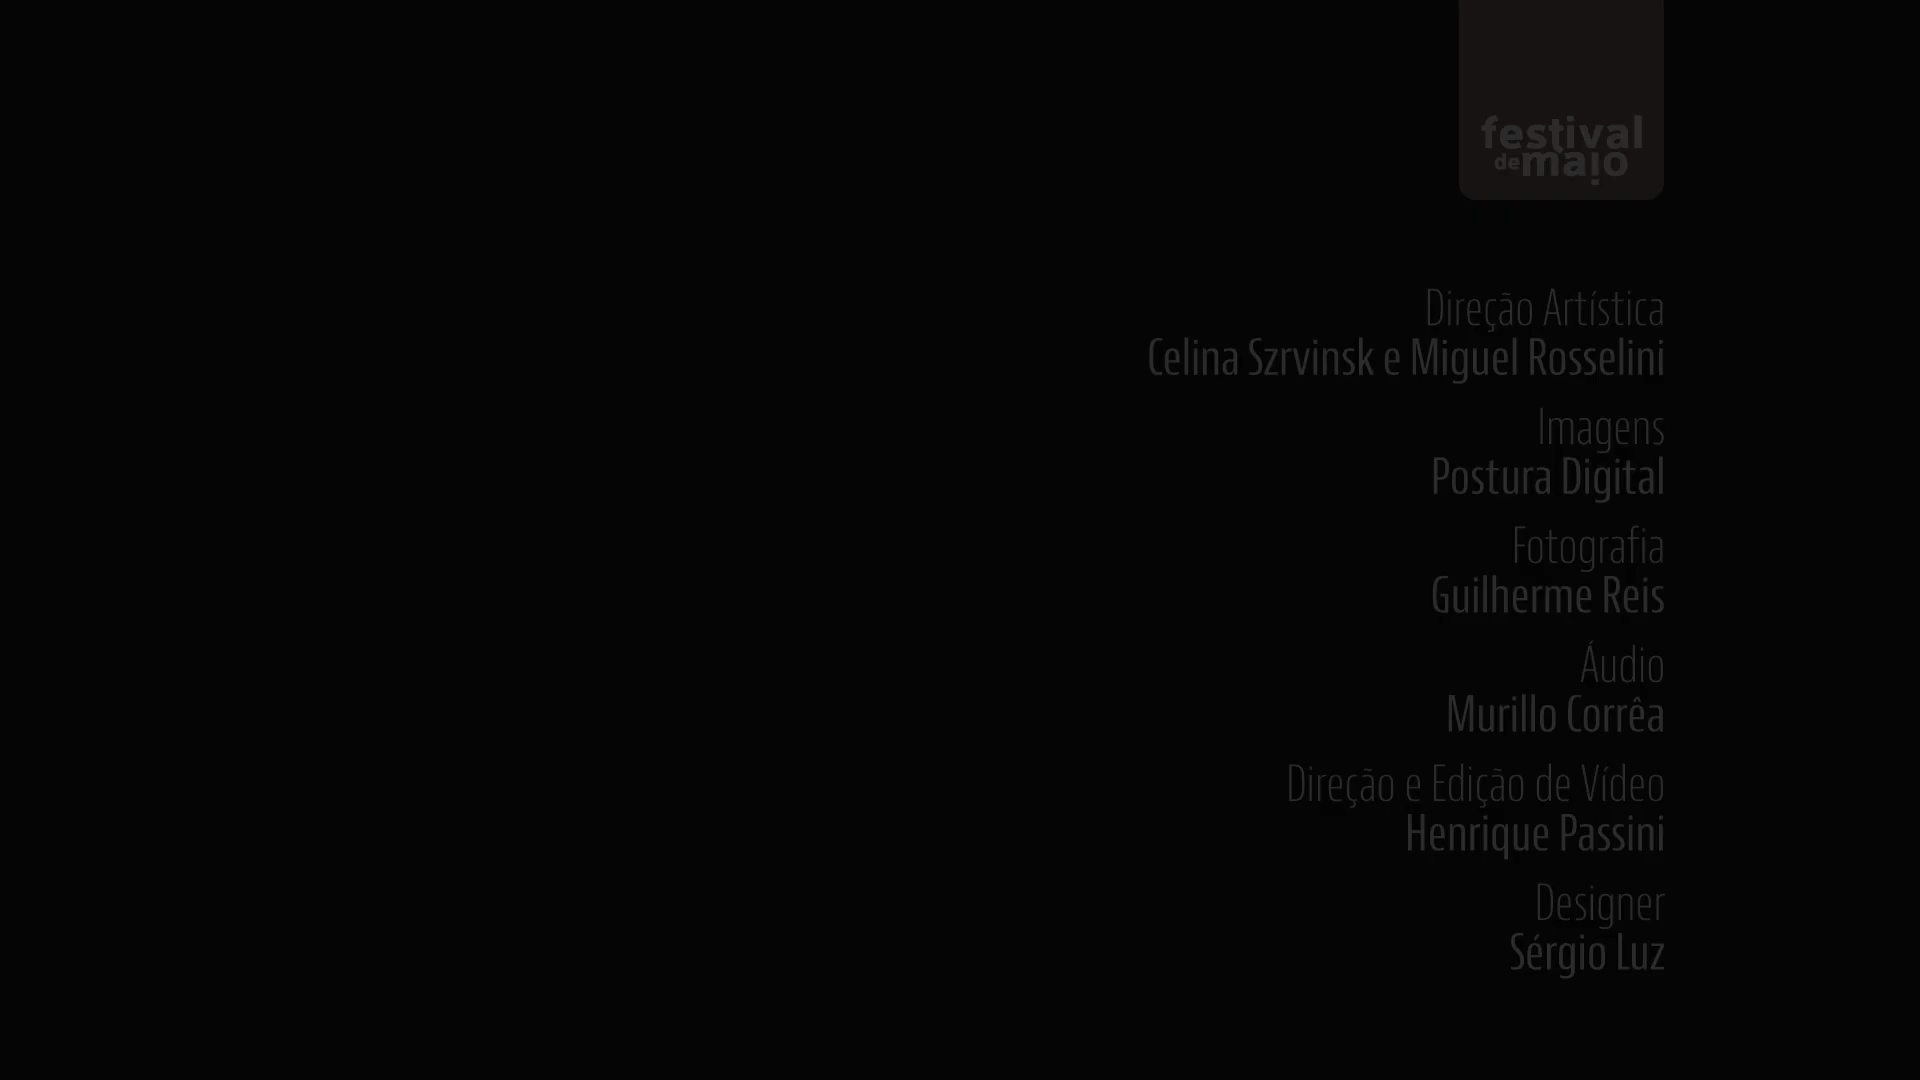 festival
de maio
Direção Artística
Celina Szrvinsk e Miguel Rosselini
Imagens
Postura Digital
Fotografia
Guilherme Reis
Áudio
Murillo Corrêa
Direção e Edição de Vídeo
Henrique Passini
Designer
Sérgio Luz